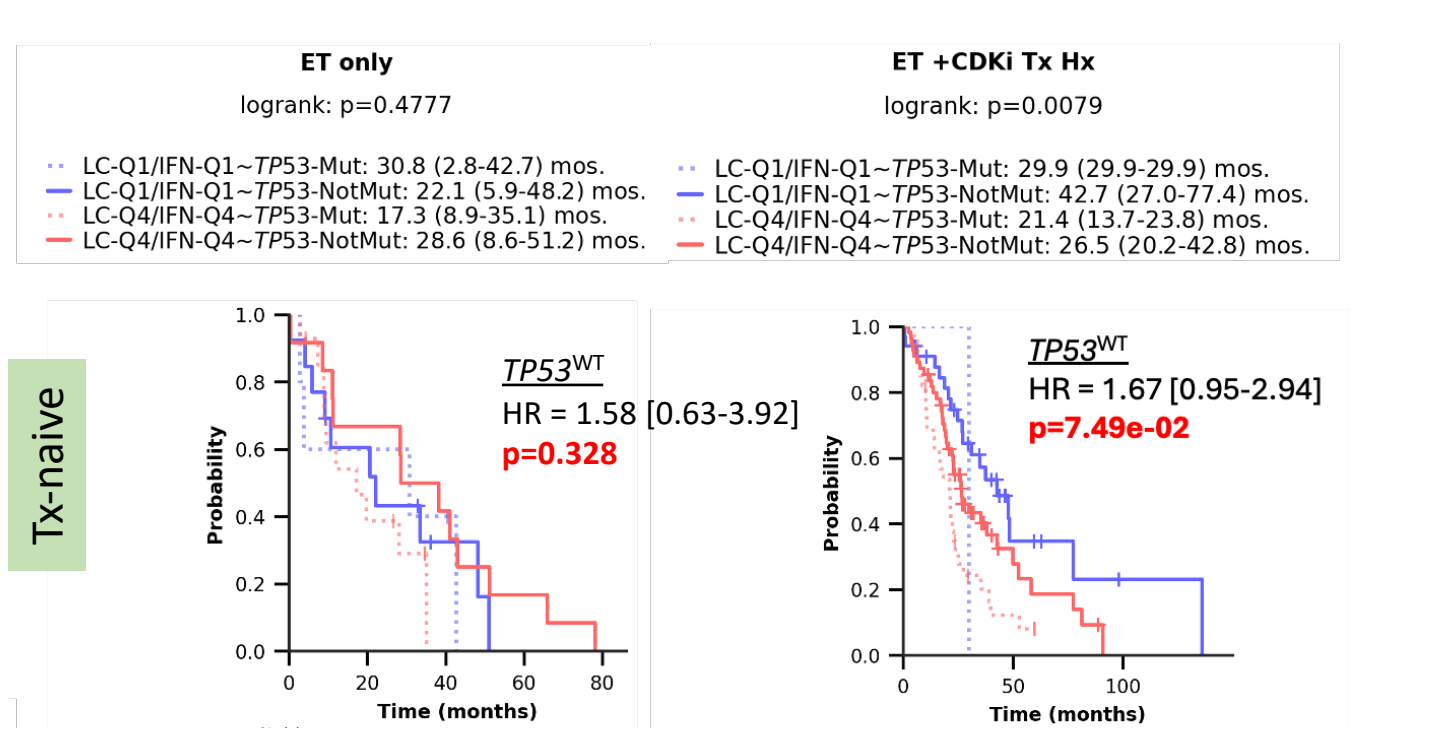 ET only
logrank: p=0.4777
LC-Q1/IFN-Q1~TP53-Mut: 30.8 (2.8-42.7) mos.
LC-Q1/IFN-Q1~TP53-NotMut: 22.1 (5.9-48.2) mos.
LC-Q4/IFN-Q4~TP53-Mut: 17.3 (8.9-35.1) mos.
LC-Q4/IFN-Q4~TP53-NotMut: 28.6 (8.6-51.2) mos.
ET +CDKi Tx Hx
logrank: p=0.0079
LC-Q1/IFN-Q1~TP53-Mut: 29.9 (29.9-29.9) mos.
LC-Q1/IFN-Q1~TP53-NotMut: 42.7 (27.0-77.4) mos.
LC-Q4/IFN-Q4~TP53-Mut: 21.4 (13.7-23.8) mos.
LC-Q4/IFN-Q4~TP53-NotMut: 26.5 (20.2-42.8) mos.
Tx-naive
Probability
1.0
0.8
0.6
0.4
0.2
0.0
TP53WT
HR = 1.58 [0.63-3.92]
p=0.328
0 20 40 60 80
Time (months)
Probability
1.0
0.8
0.6
0.4
0.2
0.0
TP53WT
HR = 1.67 [0.95-2.94]
p=7.49e-02
0 50 100
Time (months)